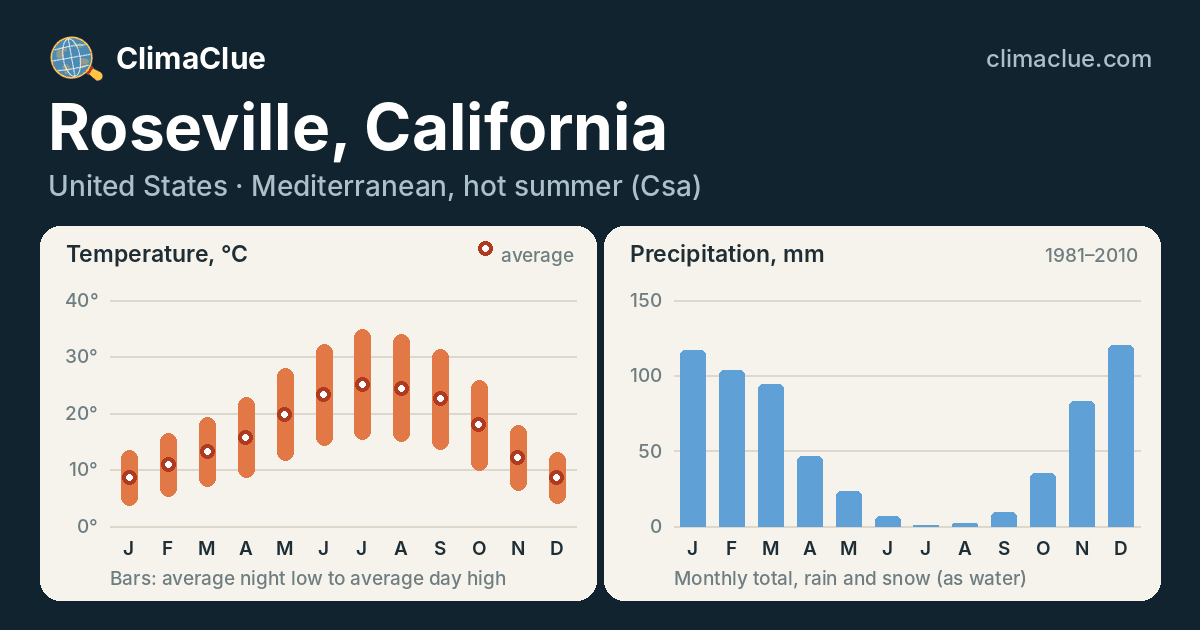 ClimaClue
climaclue.com
Roseville, California
United States · Mediterranean, hot summer (Csa)
Temperature, °C
average
40°
30°
20°
10°
0°
J F M A M J J A S O N D
Bars: average night low to average day high
Precipitation, mm
1981–2010
150
100
50
0
J F M A M J J A S O N D
Monthly total, rain and snow (as water)